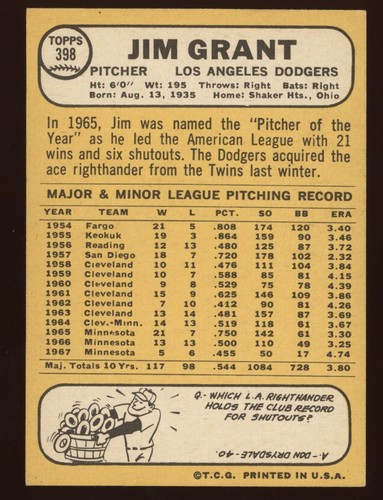 TOPPS
398
JIM GRANT
PITCHER LOS ANGELES DODGERS
Ht: 6'0" Wt: 195 Throws: Right Bats: Right
Born: Aug. 13, 1935 Home: Shaker Hts., Ohio
In 1965, Jim was named the "Pitcher of the
Year" as he led the American League with 21
wins and six shutouts. The Dodgers acquired the
ace righthander from the Twins last winter.
MAJOR & MINOR LEAGUE PITCHING RECORD
YEAR TEAM W L PCT. SO BB ERA
1954 Fargo 21 5 .808 174 120 3.40
1955 Keokuk 19 3 .864 159 90 3.46
1956 Reading 12 13 .480 125 87 3.72
1957 San Diego 18 7 .720 178 102 2.32
1958 Cleveland 10 11 .476 111 104 3.84
1959 Cleveland 10 7 .588 85 81 4.15
1960 Cleveland 9 8 .529 75 78 4.39
1961 Cleveland 15 9 .625 146 109 3.86
1962 Cleveland 7 10 .412 90 81 4.26
1963 Cleveland 13 14 .481 157 87 3.69
1964 Clev.-Minn. 14 13 .519 118 61 3.67
1965 Minnesota 21 7 .750 142 61 3.30
1966 Minnesota 13 13 .500 110 49 3.25
1967 Minnesota 5 6 .455 50 17 4.74
Maj. Totals 10 Yrs. 117 98 .544 1084 728 3.80
Q.- WHICH L.A. RIGHTHANDER
HOLDS THE CLUB RECORD
FOR SHUTOUTS?
A - DON DRYSDALE - 40.
©T.C.G. PRINTED IN U.S.A.